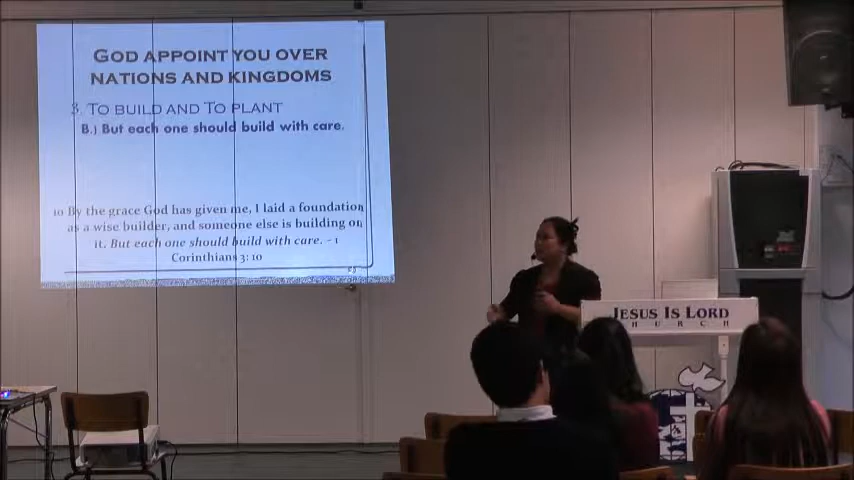 GOD APPOINT YOU OVER
NATIONS AND KINGDOMS
3. TO BUILD AND TO PLANT
B.) But each one should build with care.
10 By the grace God has given me, I laid a foundation
as a wise builder, and someone else is building on
it. But each one should build with care. - 1
Corinthians 3: 10
JESUS IS LORD
CHURCH